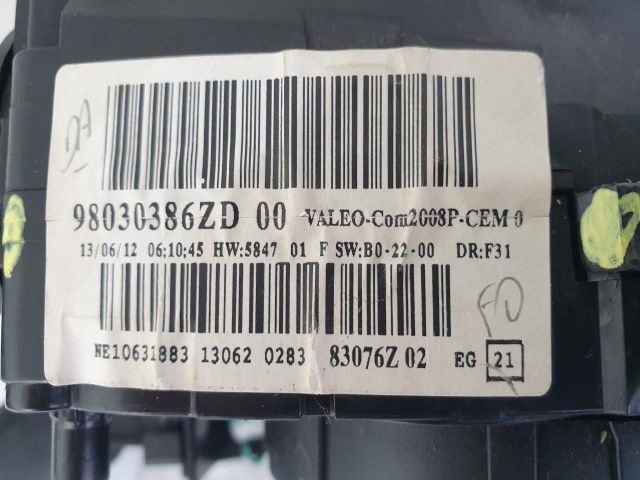 98030386ZD 00 VALEO-Com2008P-CEM 0
13/06/12 06:10:45 HW:5847 01 F SW:B0-22-00 DR:F31
NE10631883 13062 0283 83076Z 02 EG 21